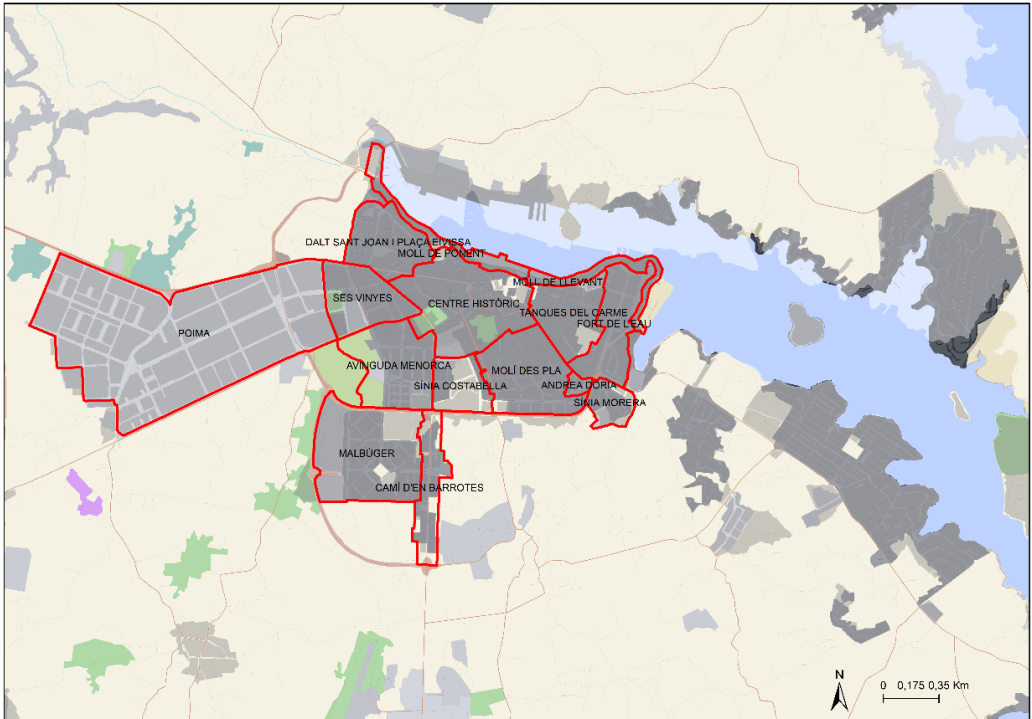 DALT SANT JOAN I PLAÇA EIVISSA
MOLL DE PONENT
MOLL DE LLEVANT
SES VINYES
CENTRE HISTÒRIC
TANQUES DEL CARME
FORT DE L'EAU
POIMA
AVINGUDA MENORCA
MOLÍ DES PLA
SÍNIA COSTABELLA
ANDREA DORIA
SÍNIA MORERA
MALBÚGER
CAMÍ D'EN BARROTES
N
0 0,175 0,35 Km